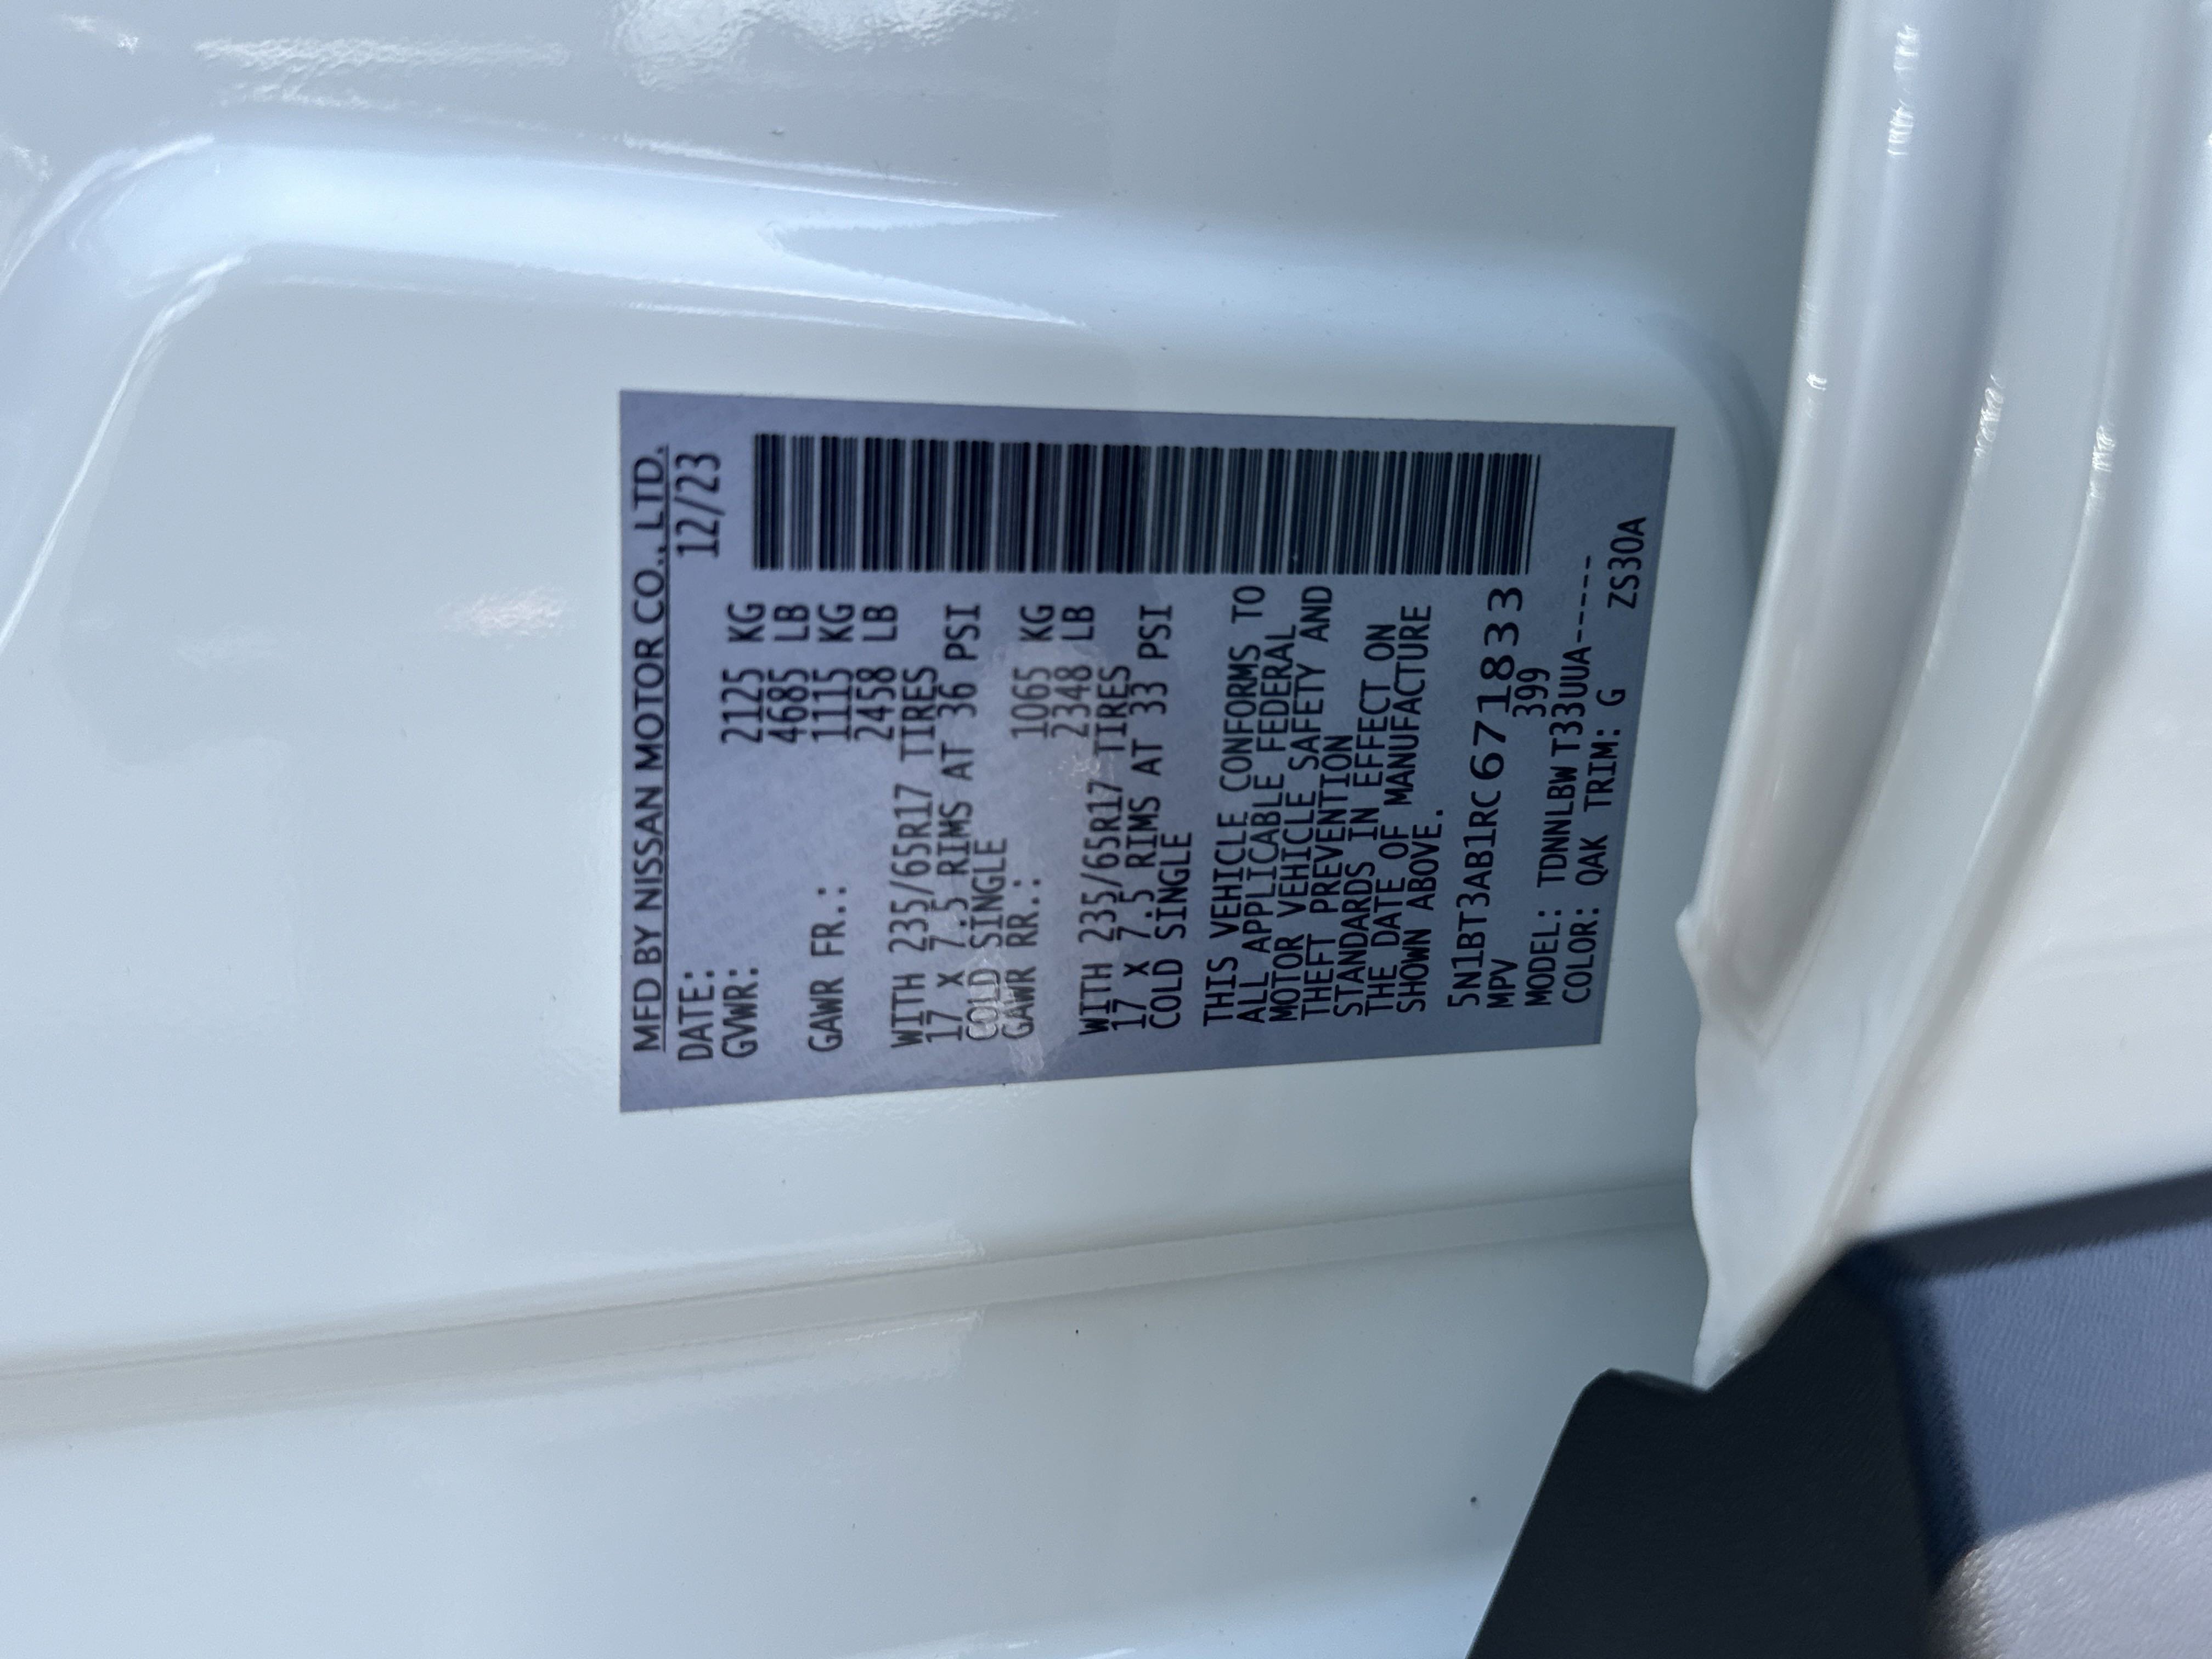 MFD BY NISSAN MOTOR CO., LTD.
DATE: 12/23
GVWR: 2125 KG
4685 LB
GAWR FR.: 1115 KG
2458 LB
WITH 235/65R17 TIRES
17 X 7.5 RIMS AT 36 PSI
COLD SINGLE
GAWR RR.: 1065 KG
2348 LB
WITH 235/65R17 TIRES
17 X 7.5 RIMS AT 33 PSI
COLD SINGLE
THIS VEHICLE CONFORMS TO
ALL APPLICABLE FEDERAL
MOTOR VEHICLE SAFETY AND
THEFT PREVENTION
STANDARDS IN EFFECT ON
THE DATE OF MANUFACTURE
SHOWN ABOVE.
5N1BT3AB1RC671833
MPV 399
MODEL: TDNNLBW T33UUA-----
COLOR: QAK TRIM: G ZS30A